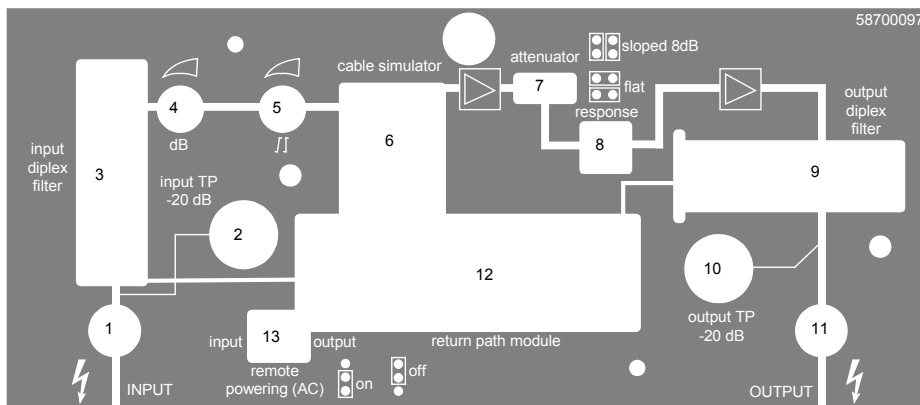 58700097
sloped 8dB
attenuator
cable simulator
7
flat
output
diplex
filter
response
4
5
6
8
dB
input
diplex
filter
3
9
input TP
-20 dB
2
10
12
output TP
-20 dB
1
11
input
13
output
return path module
remote
powering (AC)
on
off
INPUT
OUTPUT